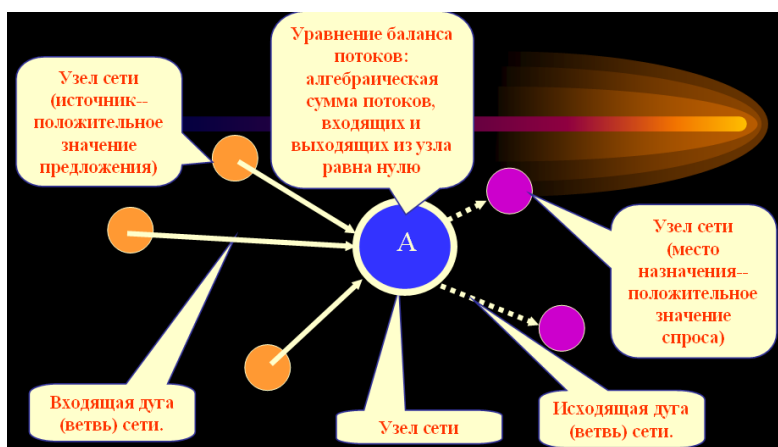 Уравнение баланса
потоков:
алгебраическая
сумма потоков,
входящих и
выходящих из узла
равна нулю
Узел сети
(источник--
положительное
значение
предложения)
А
Узел сети
(место
назначения--
положительное
значение
спроса)
Входящая дуга
(ветвь) сети.
Узел сети
Исходящая дуга
(ветвь) сети.